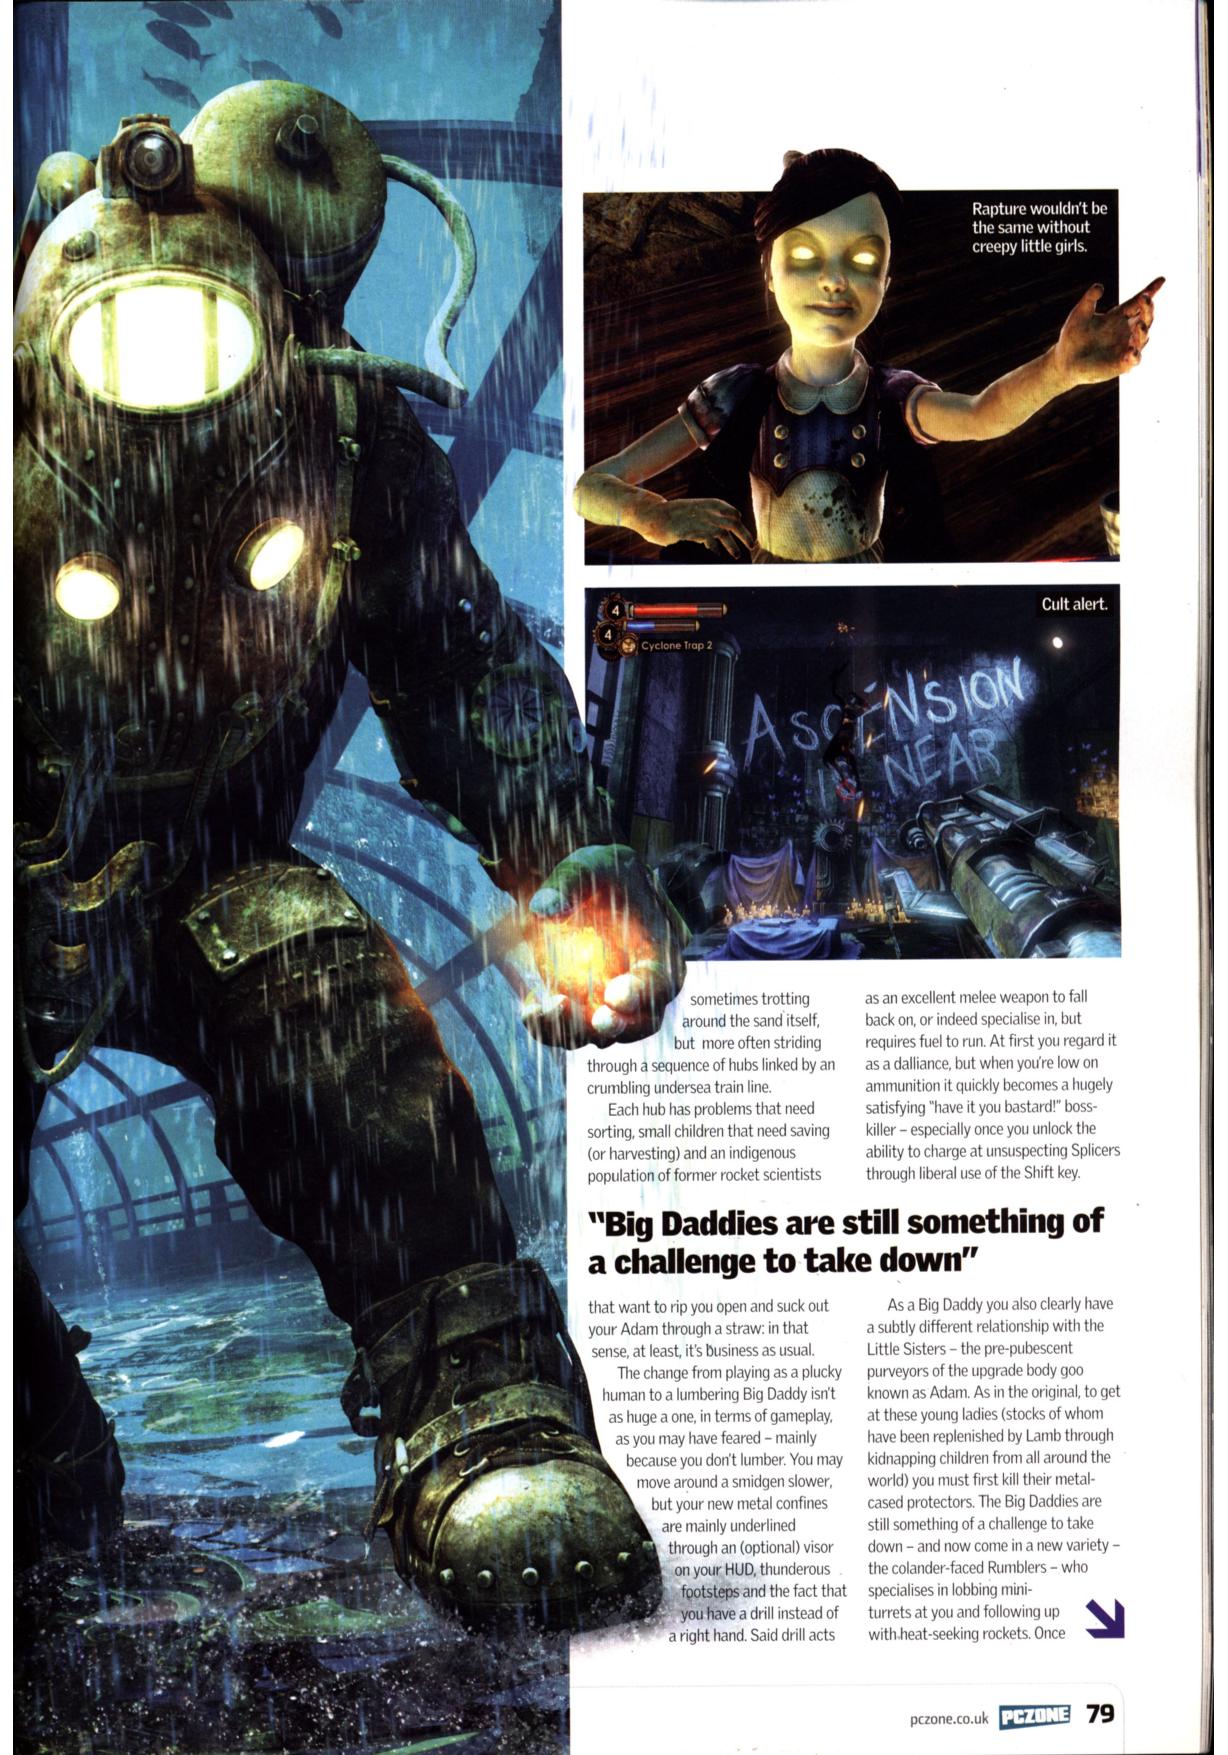 Rapture wouldn't be
the same without
creepy little girls.
Cult alert.
4
4
Cyclone Trap 2
ASCENSION
IS NEAR
sometimes trotting
around the sand itself,
but more often striding
through a sequence of hubs linked by an
crumbling undersea train line.
Each hub has problems that need
sorting, small children that need saving
(or harvesting) and an indigenous
population of former rocket scientists
as an excellent melee weapon to fall
back on, or indeed specialise in, but
requires fuel to run. At first you regard it
as a dalliance, but when you're low on
ammunition it quickly becomes a hugely
satisfying "have it you bastard!" boss-
killer – especially once you unlock the
ability to charge at unsuspecting Splicers
through liberal use of the Shift key.
"Big Daddies are still something of
a challenge to take down"
that want to rip you open and suck out
your Adam through a straw: in that
sense, at least, it's business as usual.
The change from playing as a plucky
human to a lumbering Big Daddy isn't
as huge a one, in terms of gameplay,
as you may have feared – mainly
because you don't lumber. You may
move around a smidgen slower,
but your new metal confines
are mainly underlined
through an (optional) visor
on your HUD, thunderous
footsteps and the fact that
you have a drill instead of
a right hand. Said drill acts
As a Big Daddy you also clearly have
a subtly different relationship with the
Little Sisters – the pre-pubescent
purveyors of the upgrade body goo
known as Adam. As in the original, to get
at these young ladies (stocks of whom
have been replenished by Lamb through
kidnapping children from all around the
world) you must first kill their metal-
cased protectors. The Big Daddies are
still something of a challenge to take
down – and now come in a new variety –
the colander-faced Rumblers – who
specialises in lobbing mini-
turrets at you and following up
with heat-seeking rockets. Once
pczone.co.uk PCZONE 79